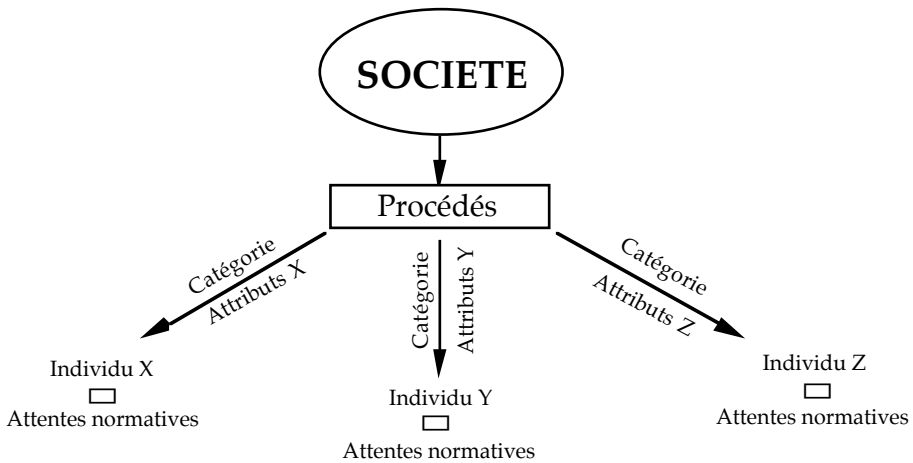 SOCIETE
Procédés
Catégorie
Attributs X
Catégorie
Attributs Y
Catégorie
Attributs Z
Individu X
Attentes normatives
Individu Y
Attentes normatives
Individu Z
Attentes normatives